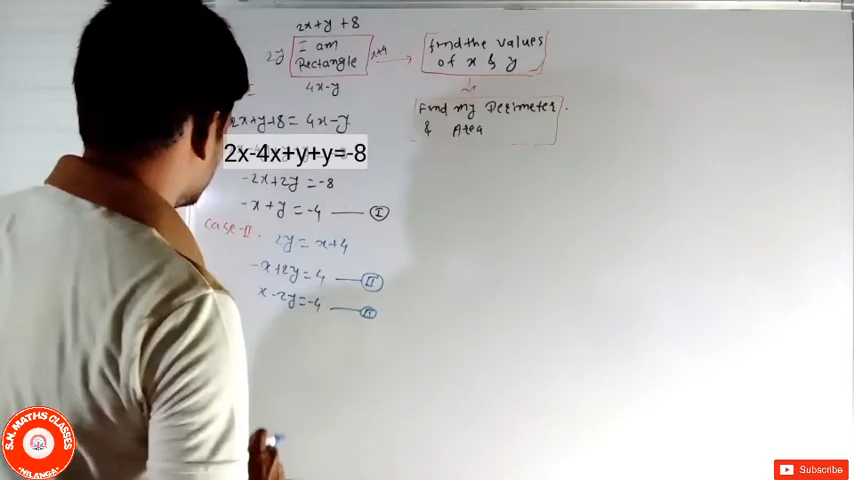 2x+y+8
2y
I am
Rectangle
x+4
4x-y
find the values
of x & y
Find my Perimeter
& Area
2x+y+8 = 4x-y
2x-4x+y+y=-8
-2x+2y = -8
-x+y = -4 — I
case-II.
2y = x+4
-x+2y = 4 — II
x-2y = -4 — II
S.N. MATHS CLASSES
NILANGA
Subscribe